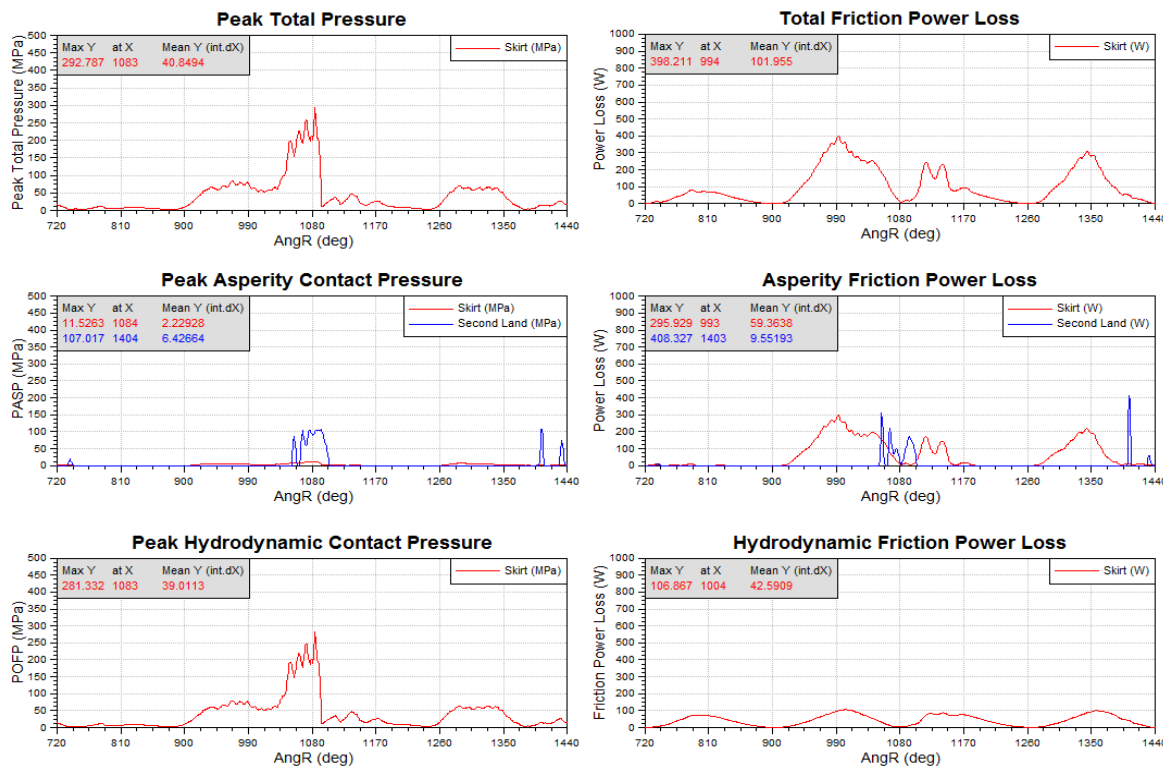 Peak Total Pressure
Max Y at X Mean Y (int.dX)
292.787 1083 40.8494
Skirt (MPa)
Peak Total Pressure (MPa)
500
450
400
350
300
250
200
150
100
50
0
720 810 900 990 1080 1170 1260 1350 1440
AngR (deg)
Total Friction Power Loss
Max Y at X Mean Y (int.dX)
398.211 994 101.955
Skirt (W)
Power Loss (W)
1000
900
800
700
600
500
400
300
200
100
0
720 810 900 990 1080 1170 1260 1350 1440
AngR (deg)
Peak Asperity Contact Pressure
Max Y at X Mean Y (int.dX)
11.5263 1084 2.22928
107.017 1404 6.42664
Skirt (MPa)
Second Land (MPa)
PASP (MPa)
500
450
400
350
300
250
200
150
100
50
0
720 810 900 990 1080 1170 1260 1350 1440
AngR (deg)
Asperity Friction Power Loss
Max Y at X Mean Y (int.dX)
295.929 993 59.3638
408.327 1403 9.55193
Skirt (W)
Second Land (W)
Power Loss (W)
1000
900
800
700
600
500
400
300
200
100
0
720 810 900 990 1080 1170 1260 1350 1440
AngR (deg)
Peak Hydrodynamic Contact Pressure
Max Y at X Mean Y (int.dX)
281.332 1083 39.0113
Skirt (MPa)
POFP (MPa)
500
450
400
350
300
250
200
150
100
50
0
720 810 900 990 1080 1170 1260 1350 1440
AngR (deg)
Hydrodynamic Friction Power Loss
Max Y at X Mean Y (int.dX)
106.867 1004 42.5909
Skirt (W)
Friction Power Loss (W)
1000
900
800
700
600
500
400
300
200
100
0
720 810 900 990 1080 1170 1260 1350 1440
AngR (deg)